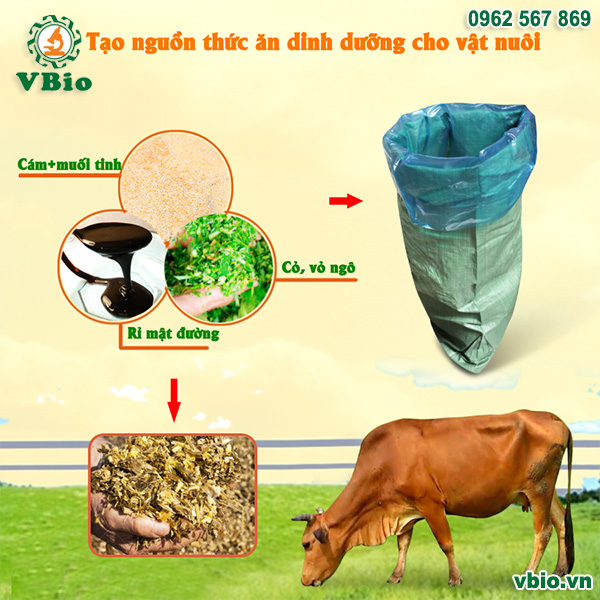 0962 567 869
Tạo nguồn thức ăn dinh dưỡng cho vật nuôi
VBio
Cám+muối tinh
Cỏ, vỏ ngô
Rỉ mật đường
vbio.vn